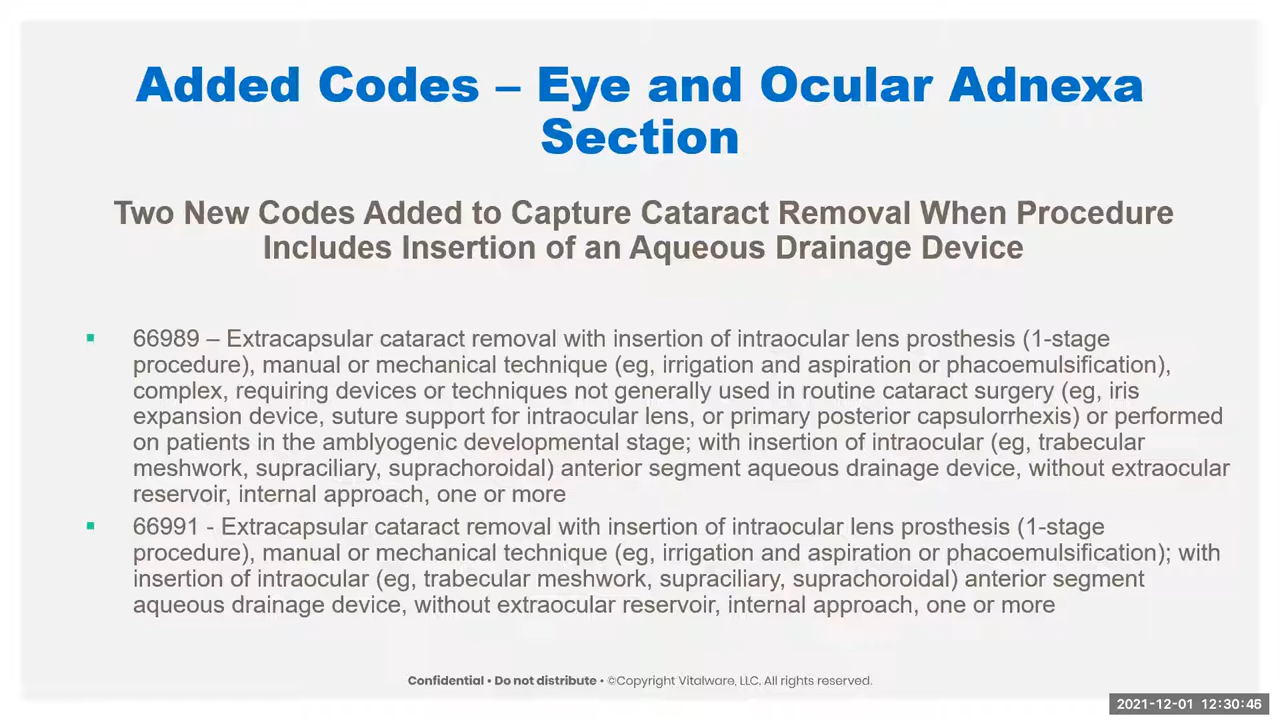 Added Codes – Eye and Ocular Adnexa
Section
Two New Codes Added to Capture Cataract Removal When Procedure
Includes Insertion of an Aqueous Drainage Device
▪ 66989 – Extracapsular cataract removal with insertion of intraocular lens prosthesis (1-stage
procedure), manual or mechanical technique (eg, irrigation and aspiration or phacoemulsification),
complex, requiring devices or techniques not generally used in routine cataract surgery (eg, iris
expansion device, suture support for intraocular lens, or primary posterior capsulorrhexis) or performed
on patients in the amblyogenic developmental stage; with insertion of intraocular (eg, trabecular
meshwork, supraciliary, suprachoroidal) anterior segment aqueous drainage device, without extraocular
reservoir, internal approach, one or more
▪ 66991 - Extracapsular cataract removal with insertion of intraocular lens prosthesis (1-stage
procedure), manual or mechanical technique (eg, irrigation and aspiration or phacoemulsification); with
insertion of intraocular (eg, trabecular meshwork, supraciliary, suprachoroidal) anterior segment
aqueous drainage device, without extraocular reservoir, internal approach, one or more
Confidential • Do not distribute • ©Copyright Vitalware, LLC. All rights reserved.
2021-12-01 12:30:46